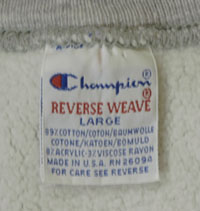 Champion®
REVERSE WEAVE®
LARGE
89% COTTON/COTON/BAUMWOLLE
COTONE/KATOEN/ROMULO
8% ACRYLIC-3% VISCOSE RAYON
MADE IN U.S.A. RN 26094
FOR CARE SEE REVERSE